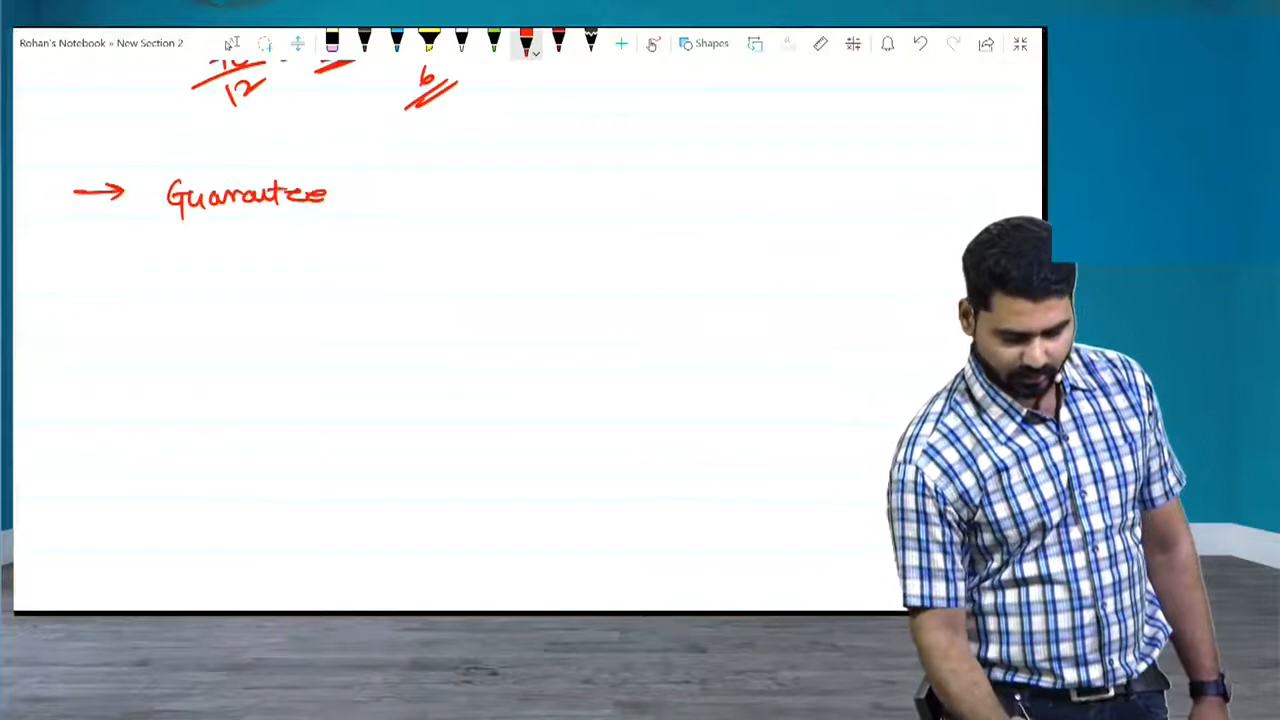 Rohan's Notebook » New Section 2
Shapes
12
6
→ Guarantee